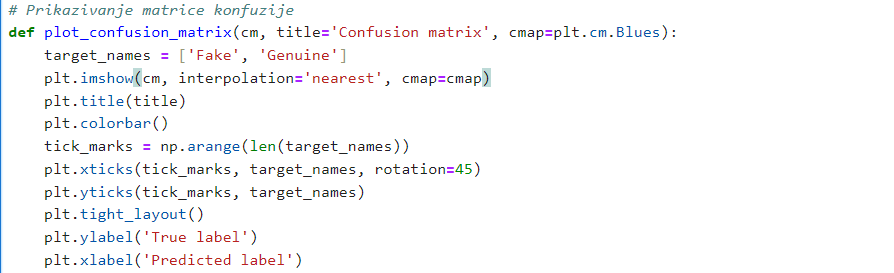 # Prikazivanje matrice konfuzije
def plot_confusion_matrix(cm, title='Confusion matrix', cmap=plt.cm.Blues):
    target_names = ['Fake', 'Genuine']
    plt.imshow(cm, interpolation='nearest', cmap=cmap)
    plt.title(title)
    plt.colorbar()
    tick_marks = np.arange(len(target_names))
    plt.xticks(tick_marks, target_names, rotation=45)
    plt.yticks(tick_marks, target_names)
    plt.tight_layout()
    plt.ylabel('True label')
    plt.xlabel('Predicted label')